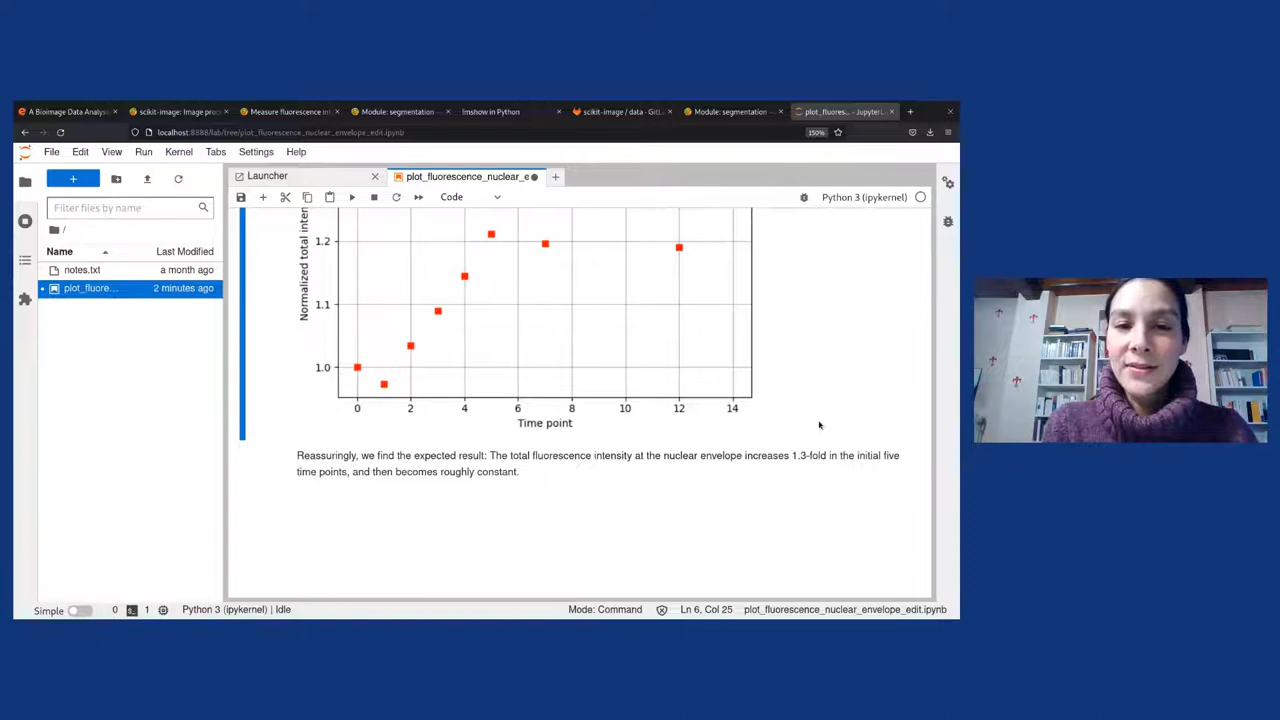 A Bioimage Data Analys
scikit-image: Image proc
Measure fluorescence in
Module: segmentation —
Imshow in Python
scikit-image / data · GitL
Module: segmentation —
plot_fluores… - JupyterL
localhost:8888/lab/tree/plot_fluorescence_nuclear_envelope_edit.ipynb
150%
File Edit View Run Kernel Tabs Settings Help
Launcher
plot_fluorescence_nuclear_e
Code
Python 3 (ipykernel)
Filter files by name
/
Name Last Modified
notes.txt a month ago
plot_fluore… 2 minutes ago
Normalized total inten
1.2
1.1
1.0
0 2 4 6 8 10 12 14
Time point
Reassuringly, we find the expected result: The total fluorescence intensity at the nuclear envelope increases 1.3-fold in the initial five
time points, and then becomes roughly constant.
Simple 0 1 Python 3 (ipykernel) | Idle Mode: Command Ln 6, Col 25 plot_fluorescence_nuclear_envelope_edit.ipynb